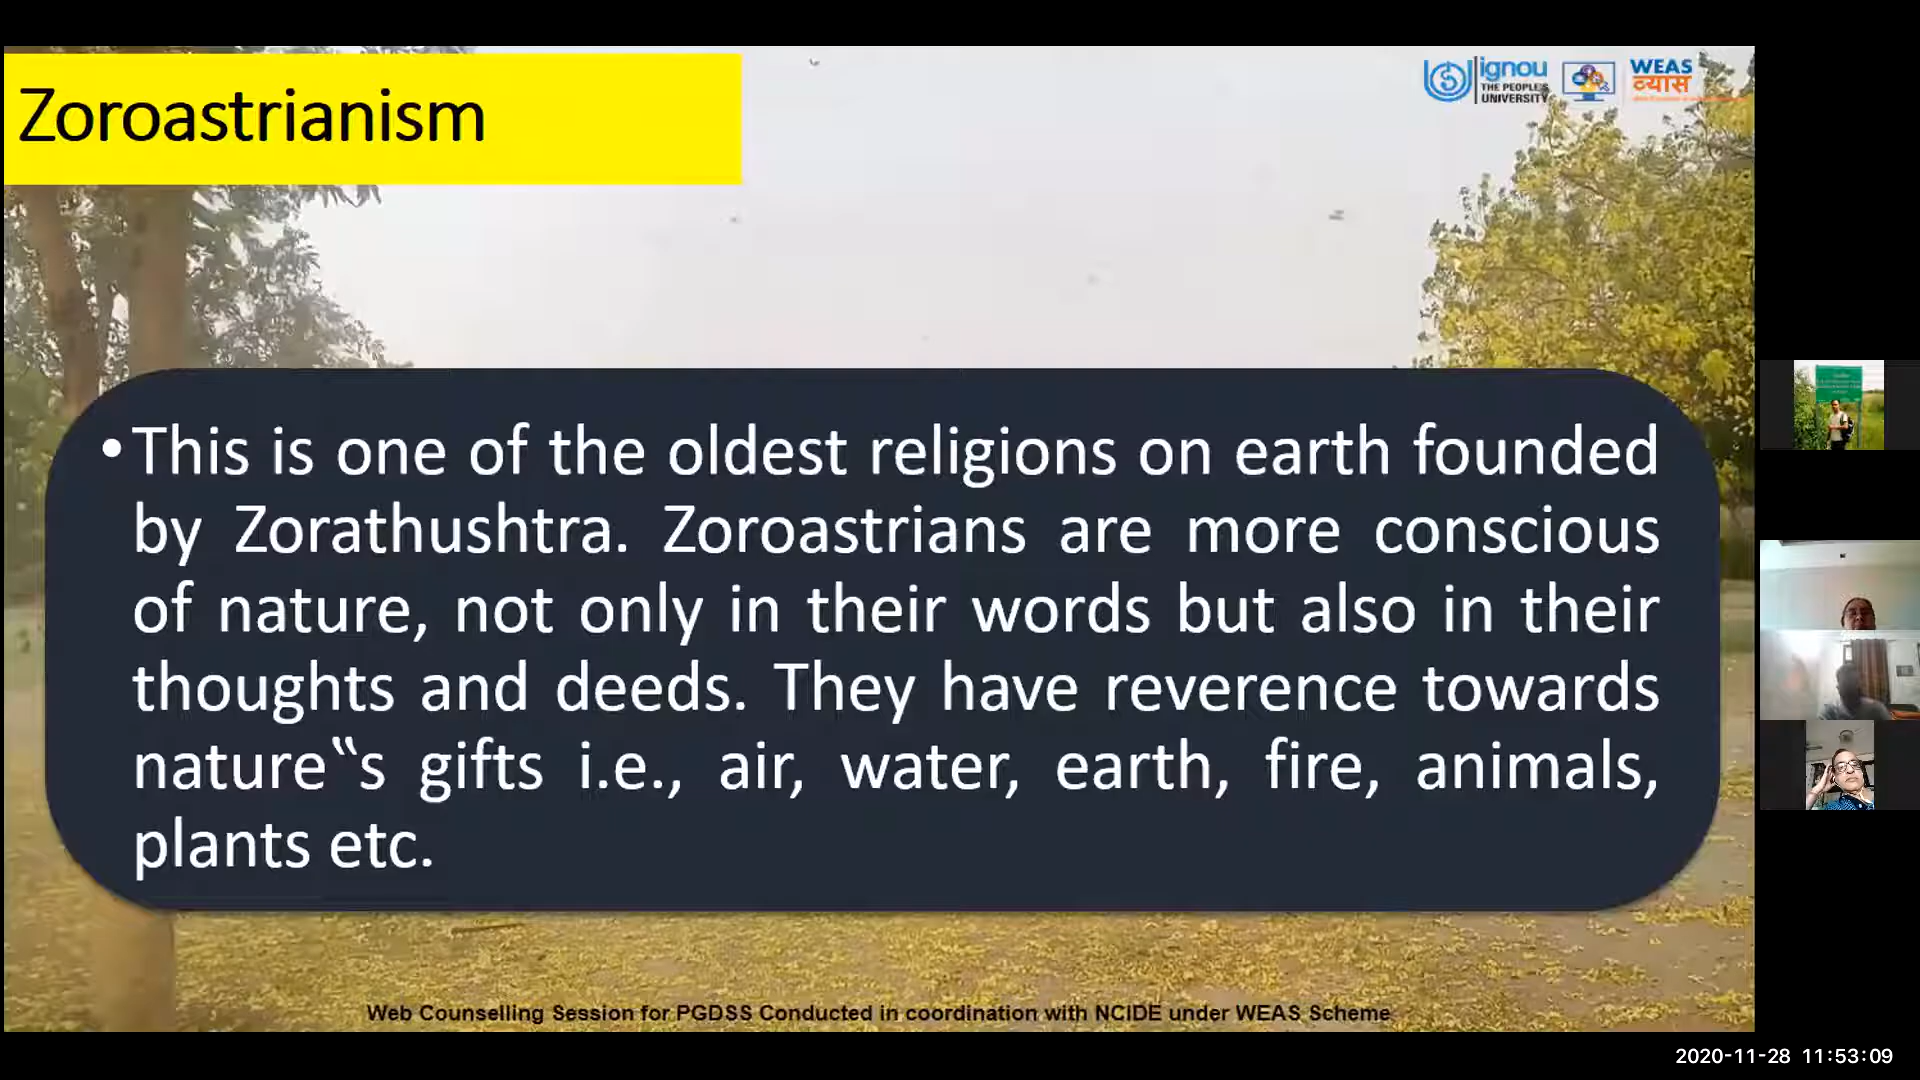 Zoroastrianism
ignou
THE PEOPLE'S
UNIVERSITY
WEAS
व्यास
•This is one of the oldest religions on earth founded
by Zorathushtra. Zoroastrians are more conscious
of nature, not only in their words but also in their
thoughts and deeds. They have reverence towards
nature‟s gifts i.e., air, water, earth, fire, animals,
plants etc.
Web Counselling Session for PGDSS Conducted in coordination with NCIDE under WEAS Scheme
2020-11-28 11:53:09